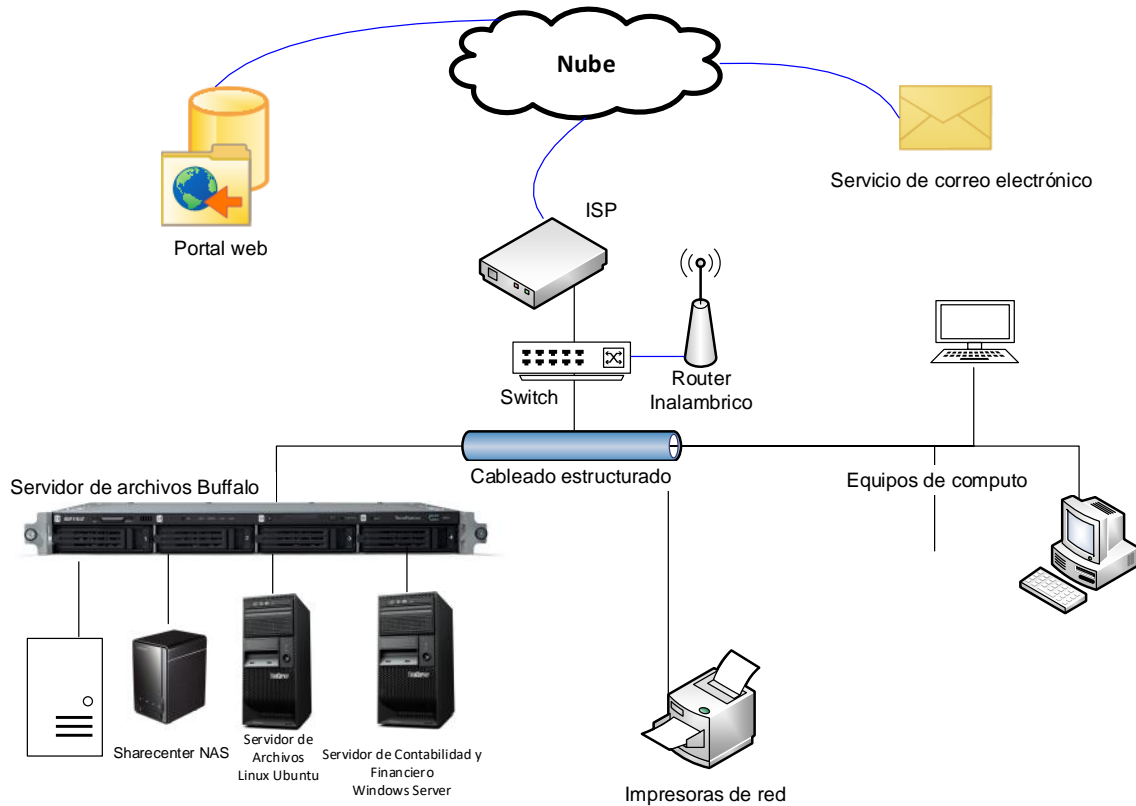 Nube
Servicio de correo electrónico
Portal web
ISP
Switch
Router
Inalambrico
Cableado estructurado
Equipos de computo
Servidor de archivos Buffalo
Sharecenter NAS
Servidor de
Archivos
Linux Ubuntu
Servidor de Contabilidad y
Financiero
Windows Server
Impresoras de red